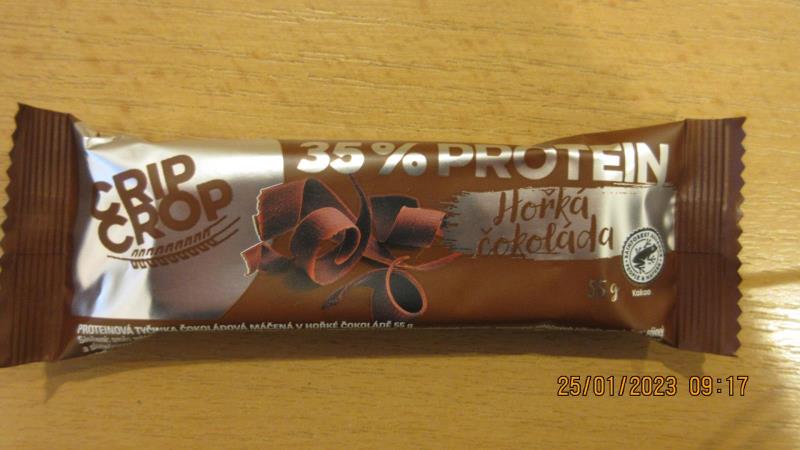 CRIP
CROP
35% PROTEIN
Hořká
čokoláda
55 g
Kakao
PROTEINOVÁ TYČINKA ČOKOLÁDOVÁ MÁČENÁ V HOŘKÉ ČOKOLÁDĚ 55 g
25/01/2023 09:17